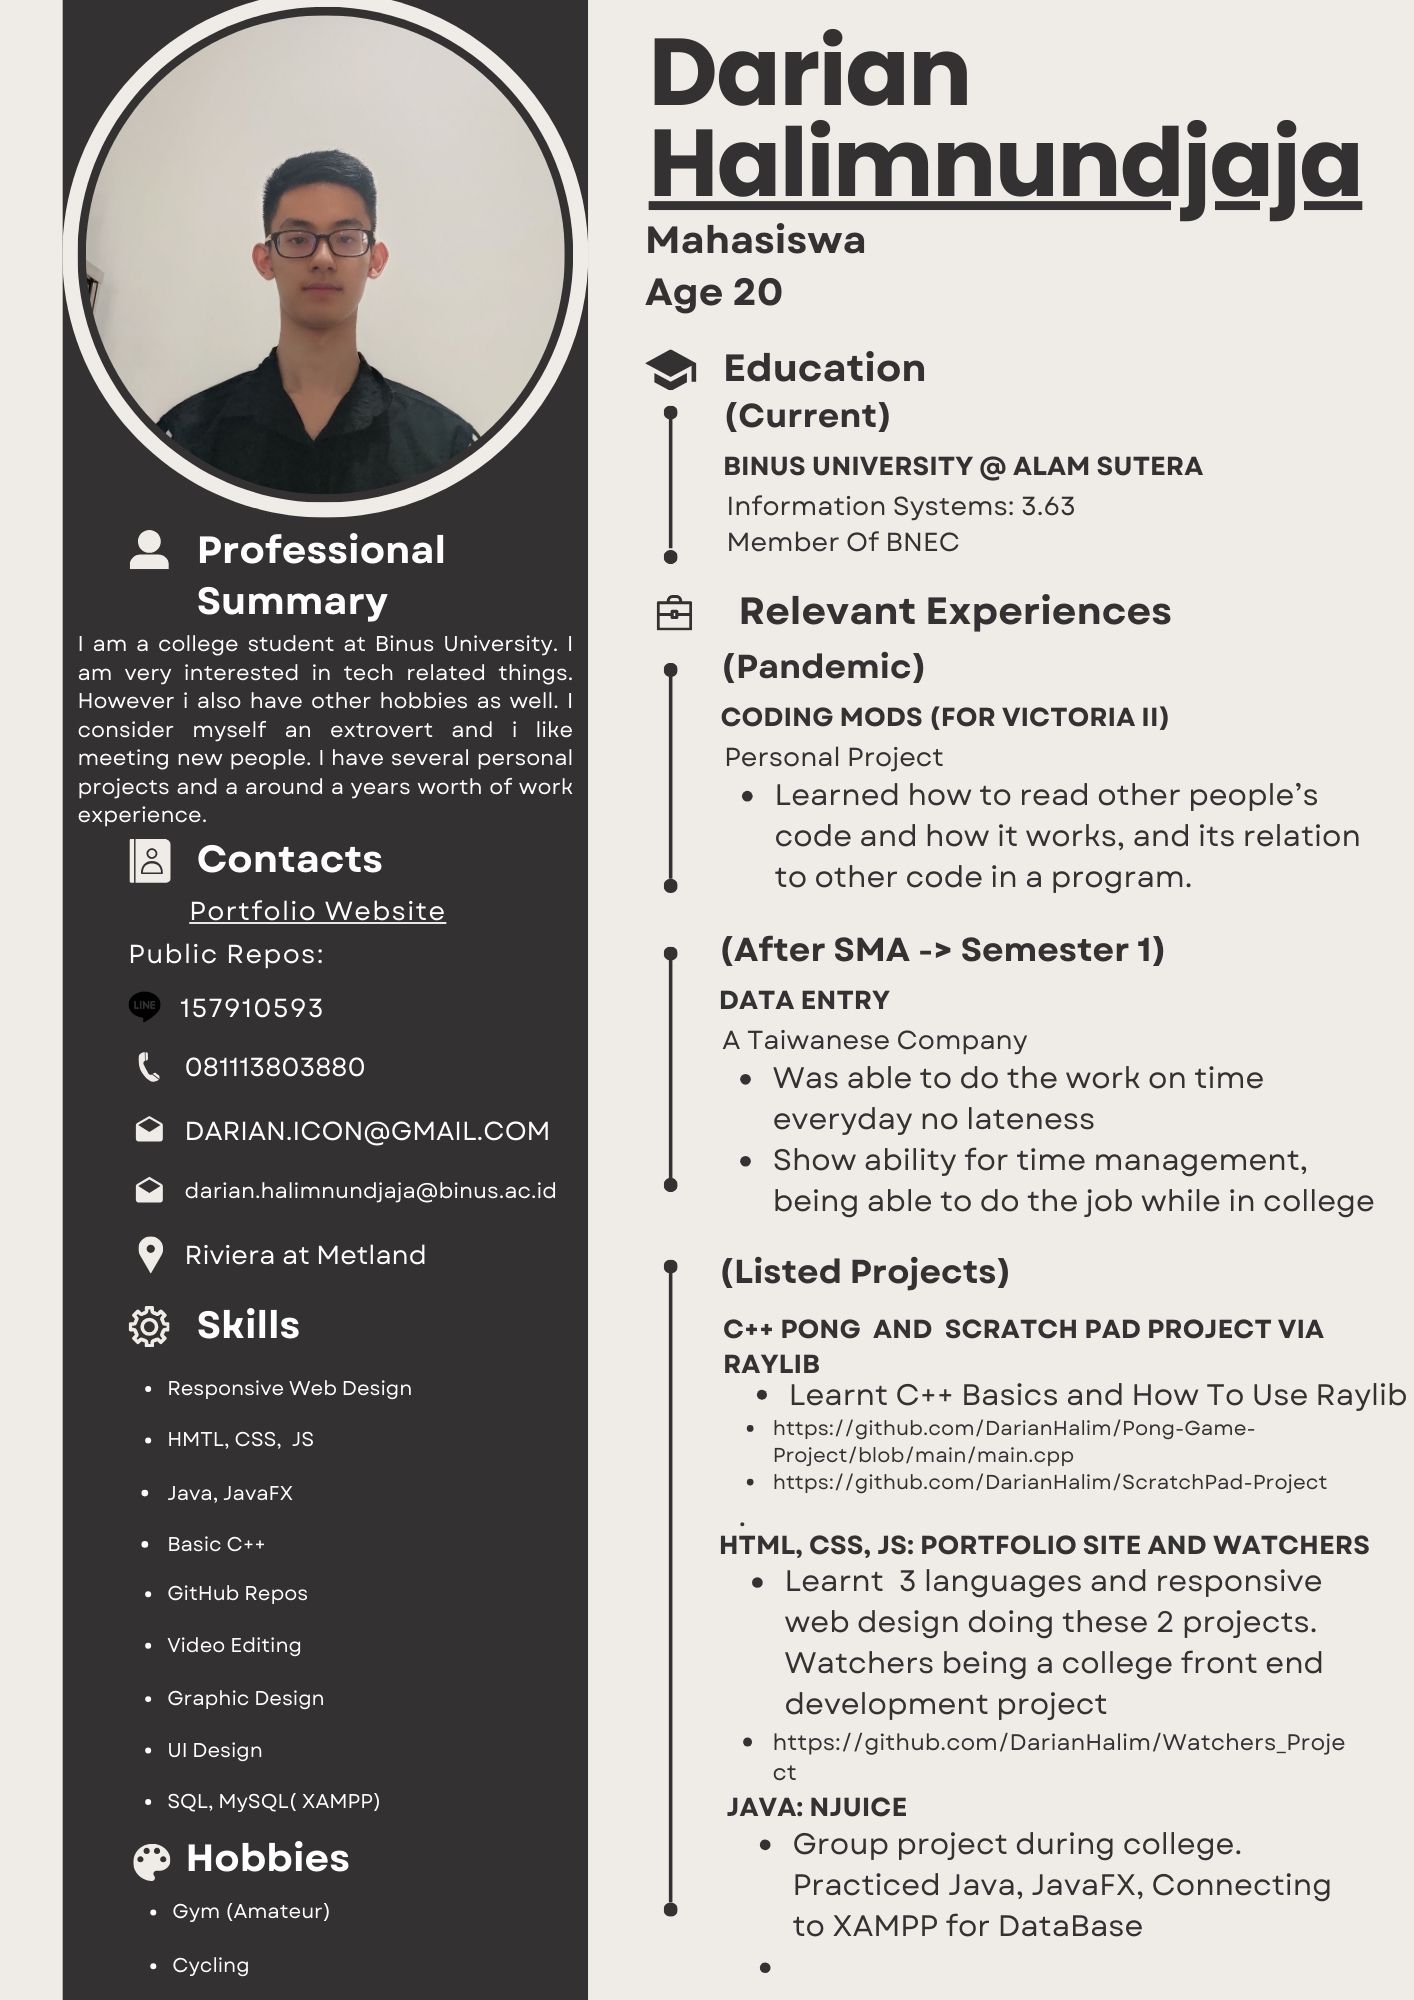 Darian
Halimnundjaja
Mahasiswa
Age 20
Professional
Summary
I am a college student at Binus University. I
am very interested in tech related things.
However i also have other hobbies as well. I
consider myself an extrovert and i like
meeting new people. I have several personal
projects and a around a years worth of work
experience.
Contacts
Portfolio Website
Public Repos:
LINE 157910593
081113803880
DARIAN.ICON@GMAIL.COM
darian.halimnundjaja@binus.ac.id
Riviera at Metland
Skills
• Responsive Web Design
• HMTL, CSS, JS
• Java, JavaFX
• Basic C++
• GitHub Repos
• Video Editing
• Graphic Design
• UI Design
• SQL, MySQL( XAMPP)
Hobbies
• Gym (Amateur)
• Cycling
Education
(Current)
BINUS UNIVERSITY @ ALAM SUTERA
Information Systems: 3.63
Member Of BNEC
Relevant Experiences
(Pandemic)
CODING MODS (FOR VICTORIA II)
Personal Project
• Learned how to read other people’s
code and how it works, and its relation
to other code in a program.
(After SMA -> Semester 1)
DATA ENTRY
A Taiwanese Company
• Was able to do the work on time
everyday no lateness
• Show ability for time management,
being able to do the job while in college
(Listed Projects)
C++ PONG AND SCRATCH PAD PROJECT VIA
RAYLIB
• Learnt C++ Basics and How To Use Raylib
• https://github.com/DarianHalim/Pong-Game-
Project/blob/main/main.cpp
• https://github.com/DarianHalim/ScratchPad-Project
.
HTML, CSS, JS: PORTFOLIO SITE AND WATCHERS
• Learnt 3 languages and responsive
web design doing these 2 projects.
Watchers being a college front end
development project
• https://github.com/DarianHalim/Watchers_Proje
ct
JAVA: NJUICE
• Group project during college.
Practiced Java, JavaFX, Connecting
to XAMPP for DataBase
•